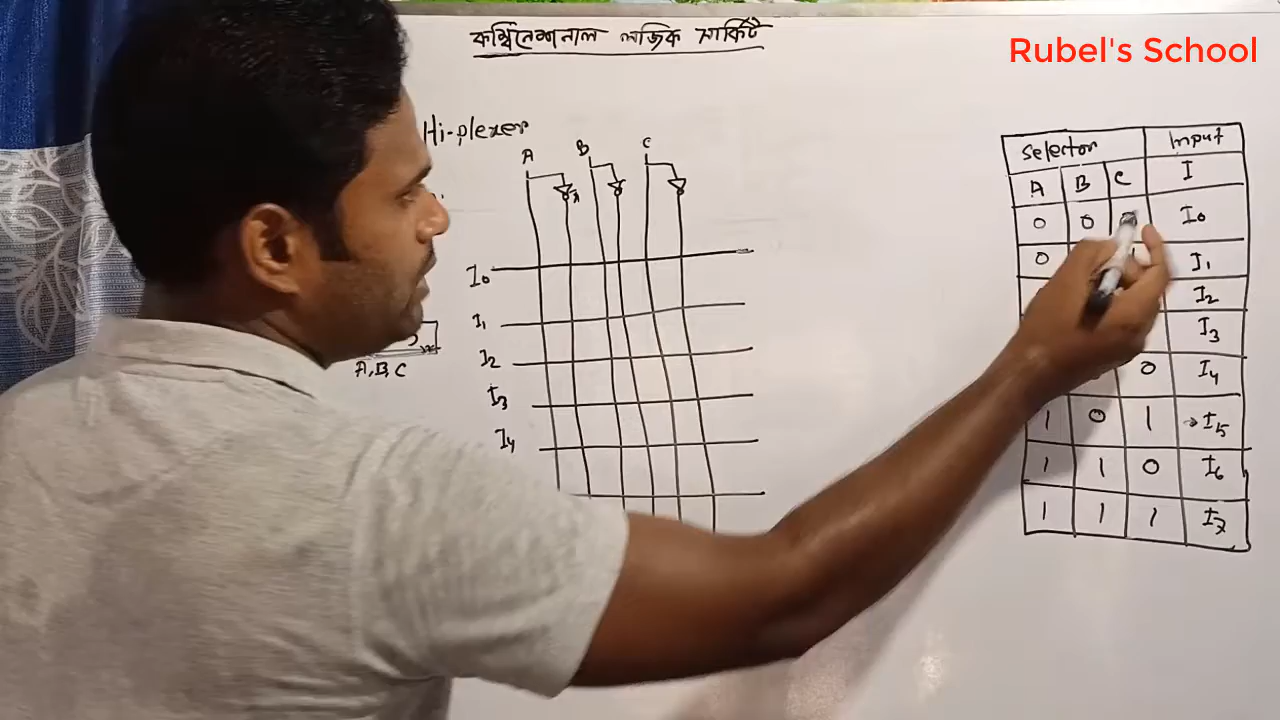 কম্বিনেশনাল লজিক সার্কিট
Rubel's School
Hi-plexer
A B C
I0
I1
I2
I3
I4
A, B, C
Selector Input
A B C I
0 0 0 I0
0 I1
I2
I3
0 I4
1 0 1 → I5
1 1 0 I6
1 1 1 I7